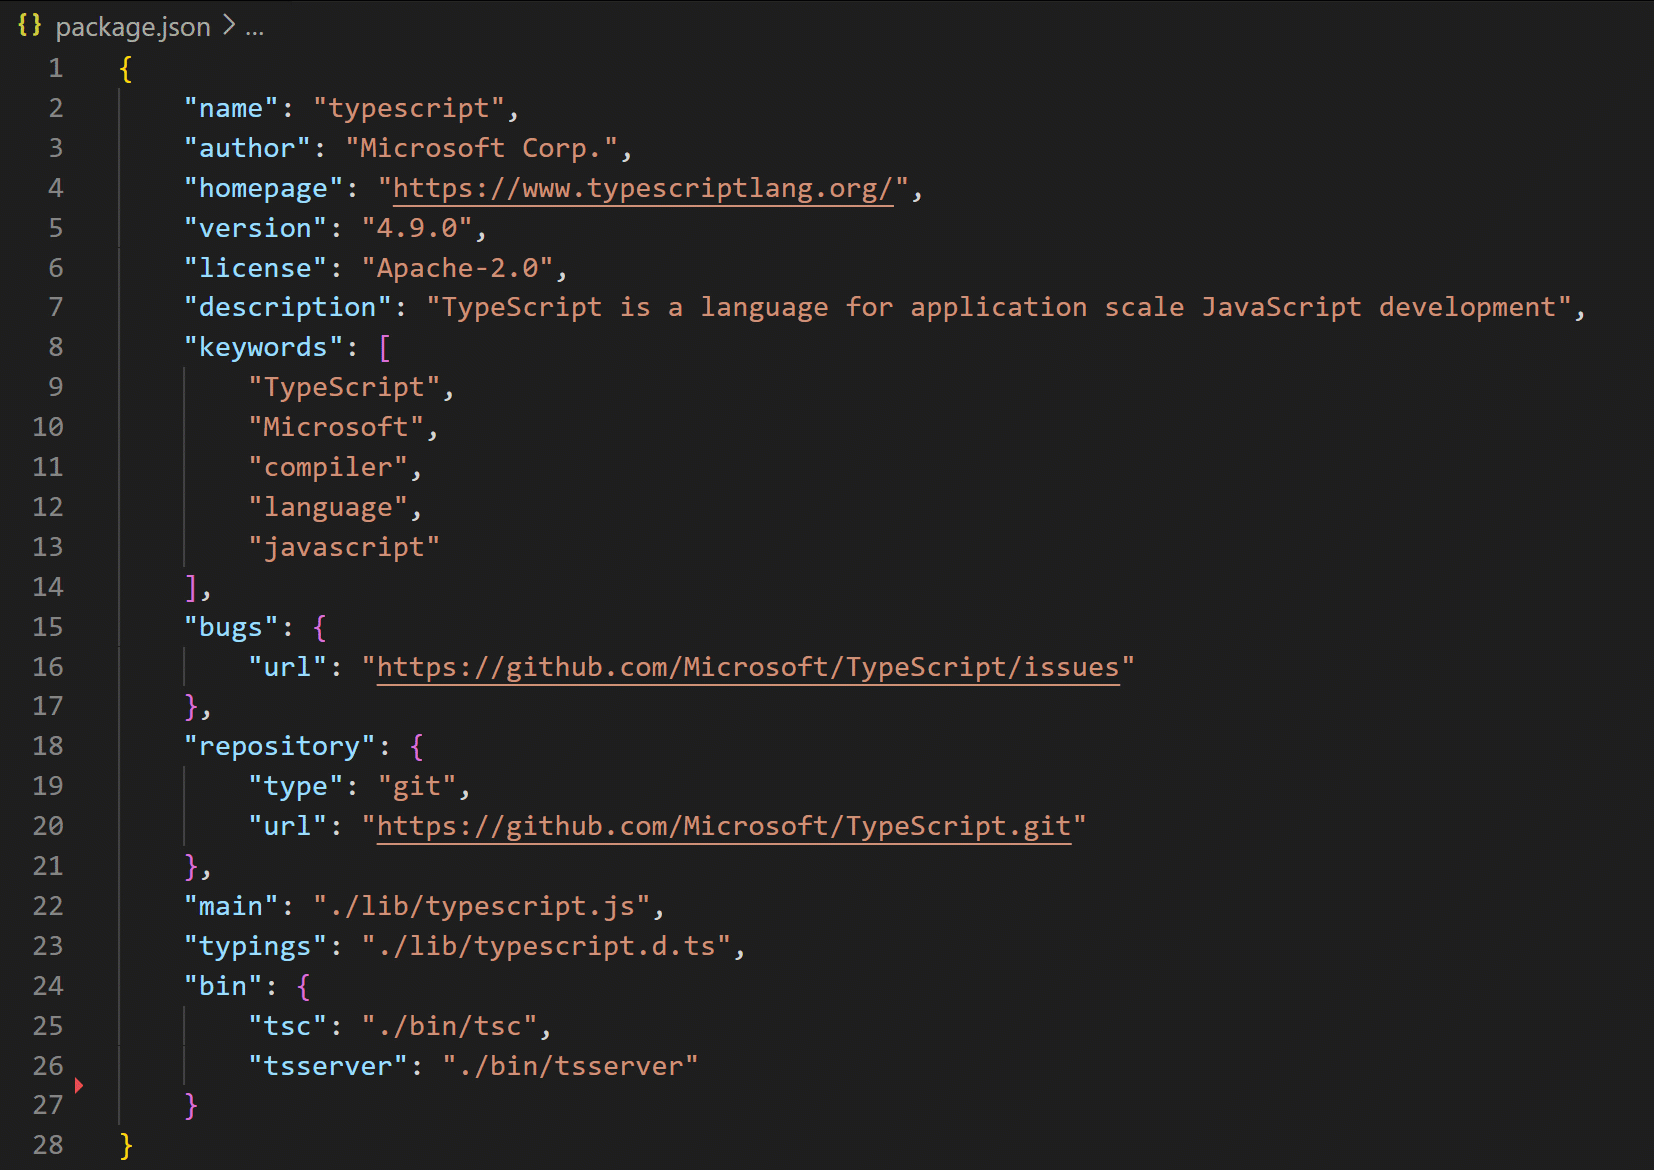 {} package.json > ...
1 {
2     "name": "typescript",
3     "author": "Microsoft Corp.",
4     "homepage": "https://www.typescriptlang.org/",
5     "version": "4.9.0",
6     "license": "Apache-2.0",
7     "description": "TypeScript is a language for application scale JavaScript development",
8     "keywords": [
9         "TypeScript",
10         "Microsoft",
11         "compiler",
12         "language",
13         "javascript"
14     ],
15     "bugs": {
16         "url": "https://github.com/Microsoft/TypeScript/issues"
17     },
18     "repository": {
19         "type": "git",
20         "url": "https://github.com/Microsoft/TypeScript.git"
21     },
22     "main": "./lib/typescript.js",
23     "typings": "./lib/typescript.d.ts",
24     "bin": {
25         "tsc": "./bin/tsc",
26         "tsserver": "./bin/tsserver"
27     }
28 }